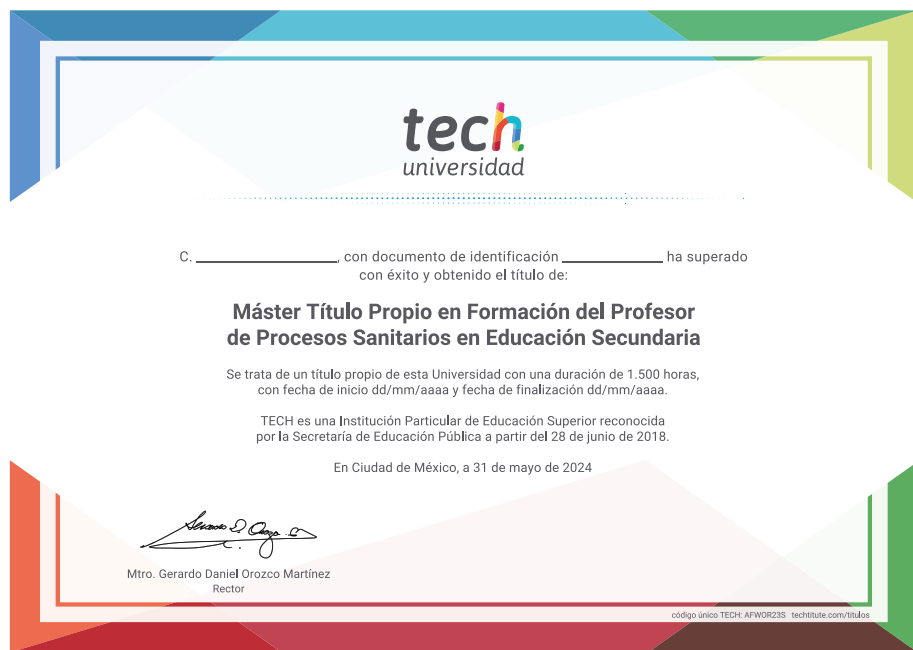 tech
universidad
C. ____________, con documento de identificación ____________ ha superado
con éxito y obtenido el título de:
Máster Título Propio en Formación del Profesor
de Procesos Sanitarios en Educación Secundaria
Se trata de un título propio de esta Universidad con una duración de 1.500 horas,
con fecha de inicio dd/mm/aaaa y fecha de finalización dd/mm/aaaa.
TECH es una Institución Particular de Educación Superior reconocida
por la Secretaría de Educación Pública a partir del 28 de junio de 2018.
En Ciudad de México, a 31 de mayo de 2024
Mtro. Gerardo Daniel Orozco Martínez
Rector
código único TECH: AFWOR23S techtitute.com/titulos